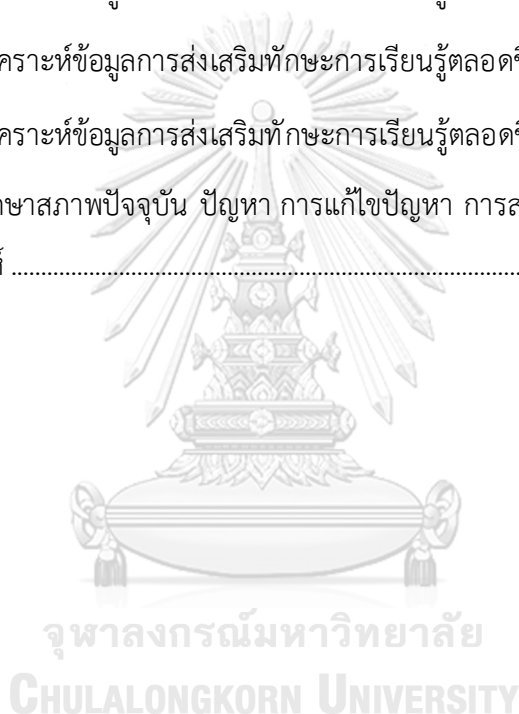 เคราะห์ข้อมูลการส่งเสริมทักษะการเรียนรู้ตลอดชี
เคราะห์ข้อมูลการส่งเสริมทักษะการเรียนรู้ตลอดชี
ษาสภาพปัจจุบัน ปัญหา การแก้ไขปัญหา การส
................................................................................
จุฬาลงกรณ์มหาวิทยาลัย
CHULALONGKORN UNIVERSITY